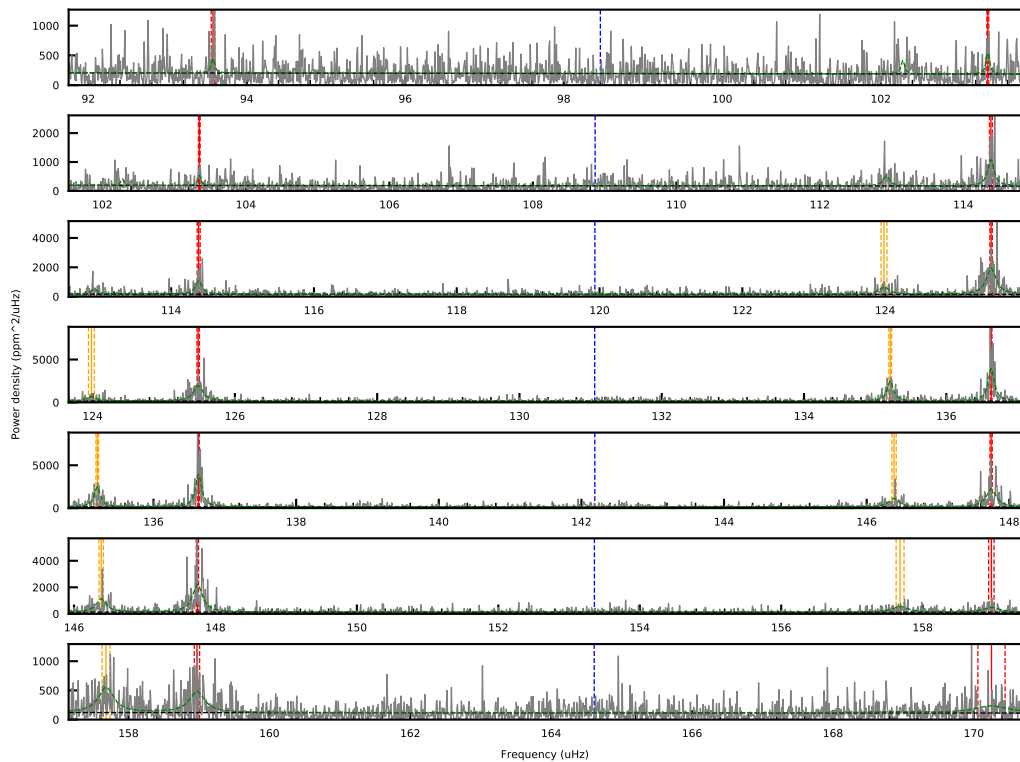 1000
500
0
92 94 96 98 100 102
2000
1000
0
102 104 106 108 110 112 114
4000
2000
0
114 116 118 120 122 124
Power density (ppm^2/uHz)
5000
0
124 126 128 130 132 134 136
5000
0
136 138 140 142 144 146 148
4000
2000
0
146 148 150 152 154 156 158
1000
500
0
158 160 162 164 166 168 170
Frequency (uHz)